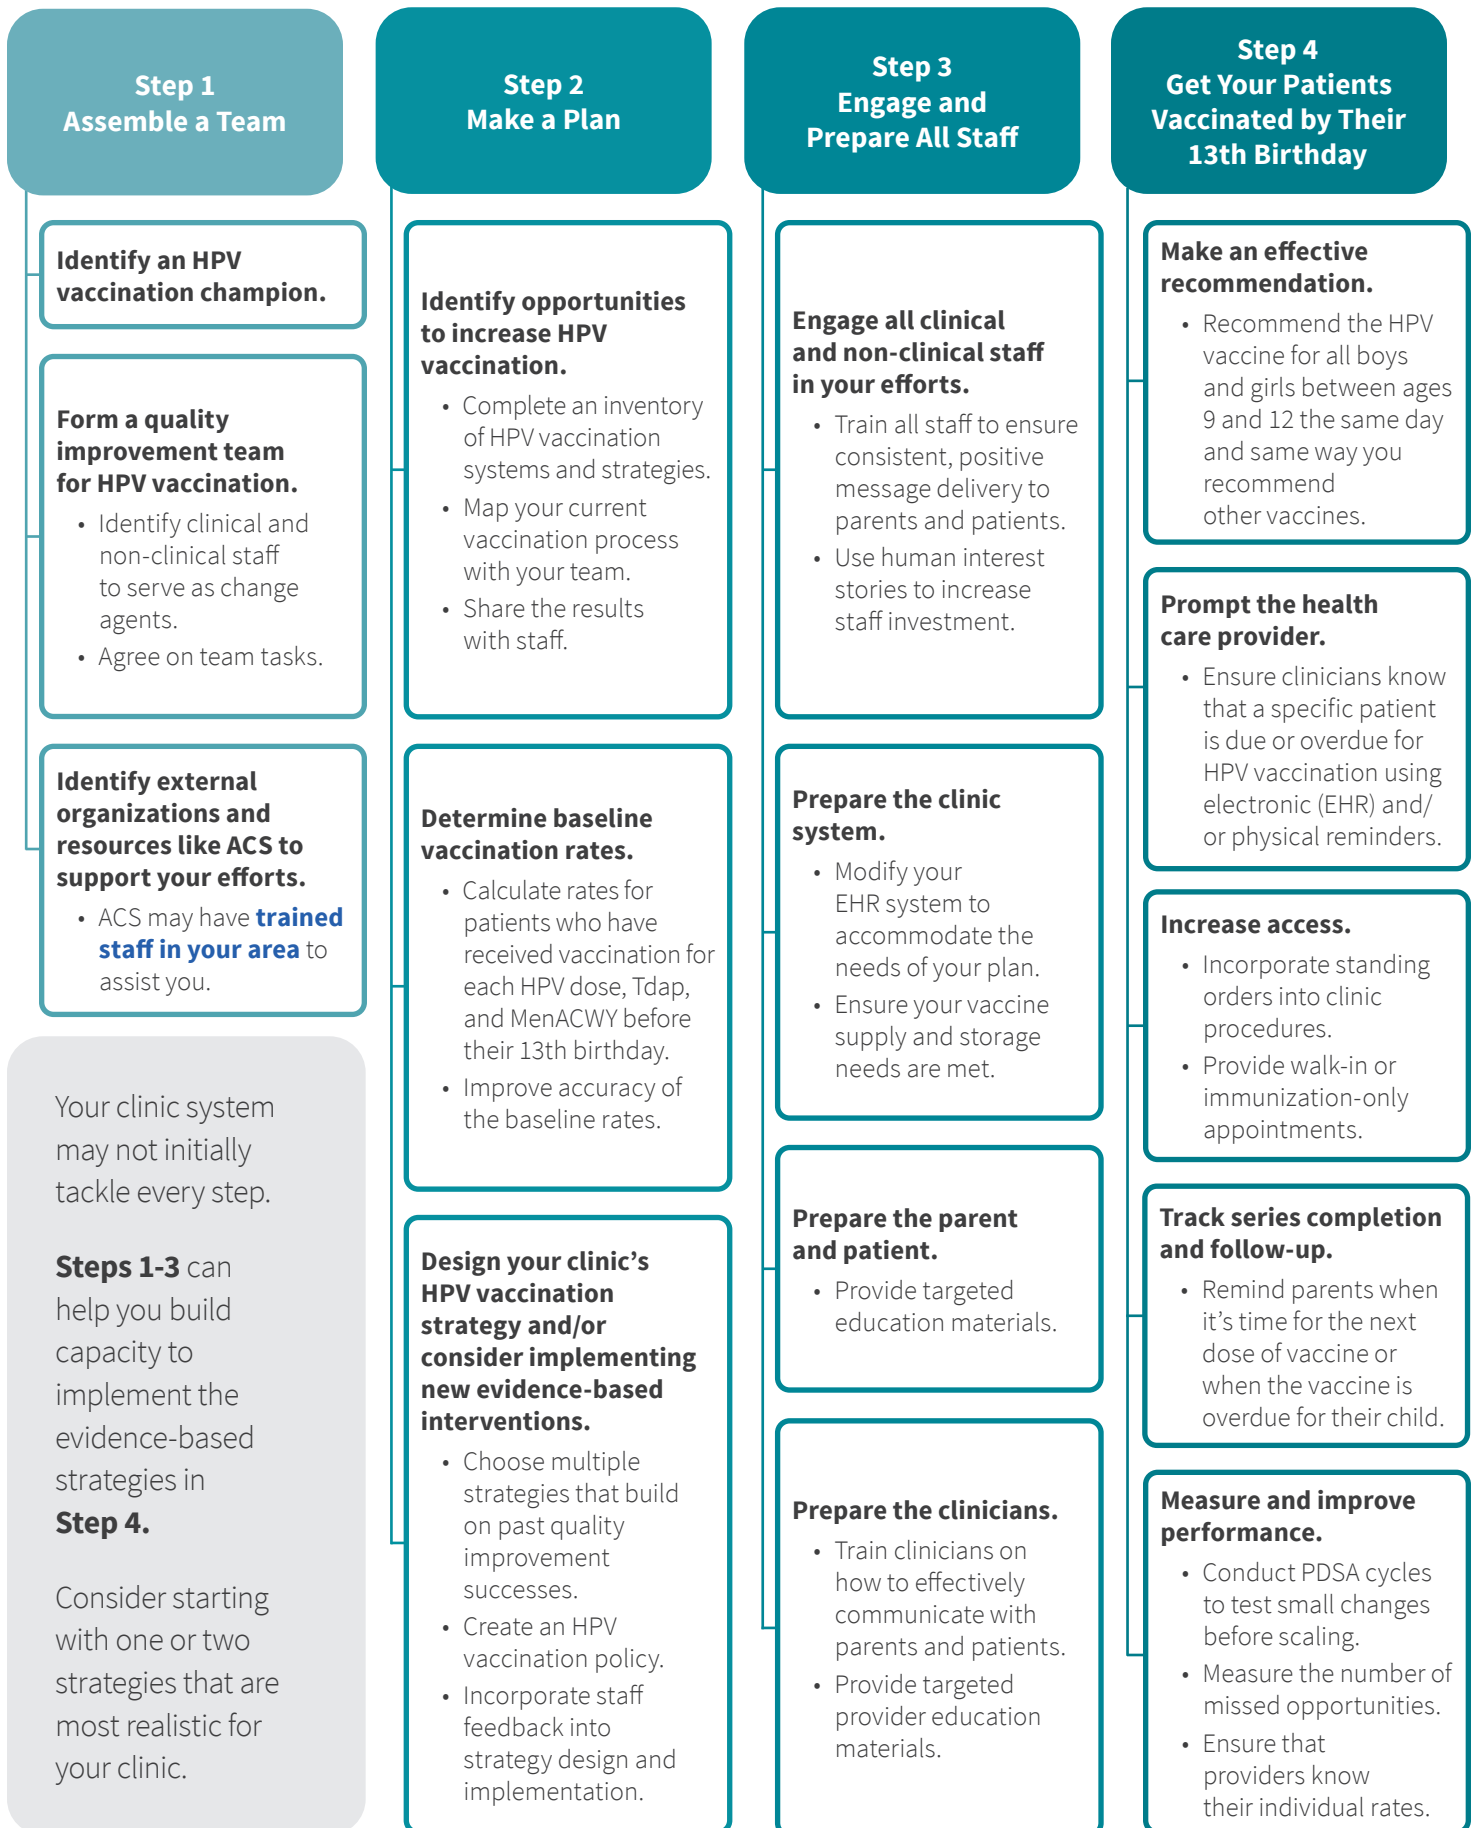 Step 1
Assemble a Team
Identify an HPV
vaccination champion.
Form a quality
improvement team
for HPV vaccination.
• Identify clinical and
non-clinical staff
to serve as change
agents.
• Agree on team tasks.
Identify external
organizations and
resources like ACS to
support your efforts.
• ACS may have trained
staff in your area to
assist you.
Your clinic system
may not initially
tackle every step.
Steps 1-3 can
help you build
capacity to
implement the
evidence-based
strategies in
Step 4.
Consider starting
with one or two
strategies that are
most realistic for
your clinic.
Step 2
Make a Plan
Identify opportunities
to increase HPV
vaccination.
• Complete an inventory
of HPV vaccination
systems and strategies.
• Map your current
vaccination process
with your team.
• Share the results
with staff.
Determine baseline
vaccination rates.
• Calculate rates for
patients who have
received vaccination for
each HPV dose, Tdap,
and MenACWY before
their 13th birthday.
• Improve accuracy of
the baseline rates.
Design your clinic’s
HPV vaccination
strategy and/or
consider implementing
new evidence-based
interventions.
• Choose multiple
strategies that build
on past quality
improvement
successes.
• Create an HPV
vaccination policy.
• Incorporate staff
feedback into
strategy design and
implementation.
Step 3
Engage and
Prepare All Staff
Engage all clinical
and non-clinical staff
in your efforts.
• Train all staff to ensure
consistent, positive
message delivery to
parents and patients.
• Use human interest
stories to increase
staff investment.
Prepare the clinic
system.
• Modify your
EHR system to
accommodate the
needs of your plan.
• Ensure your vaccine
supply and storage
needs are met.
Prepare the parent
and patient.
• Provide targeted
education materials.
Prepare the clinicians.
• Train clinicians on
how to effectively
communicate with
parents and patients.
• Provide targeted
provider education
materials.
Step 4
Get Your Patients
Vaccinated by Their
13th Birthday
Make an effective
recommendation.
• Recommend the HPV
vaccine for all boys
and girls between ages
9 and 12 the same day
and same way you
recommend
other vaccines.
Prompt the health
care provider.
• Ensure clinicians know
that a specific patient
is due or overdue for
HPV vaccination using
electronic (EHR) and/
or physical reminders.
Increase access.
• Incorporate standing
orders into clinic
procedures.
• Provide walk-in or
immunization-only
appointments.
Track series completion
and follow-up.
• Remind parents when
it’s time for the next
dose of vaccine or
when the vaccine is
overdue for their child.
Measure and improve
performance.
• Conduct PDSA cycles
to test small changes
before scaling.
• Measure the number of
missed opportunities.
• Ensure that
providers know
their individual rates.